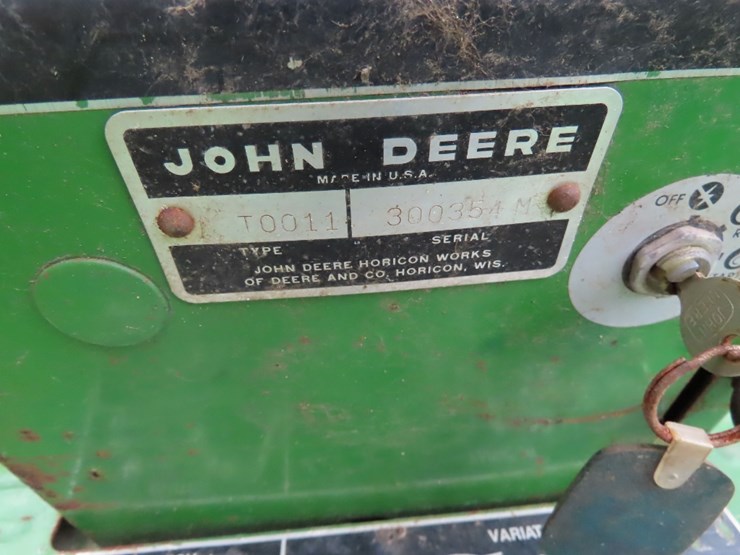 JOHN DEERE
MADE IN U.S.A.
T0011 300354 M
TYPE SERIAL
JOHN DEERE HORICON WORKS
OF DEERE AND CO. HORICON, WIS.
OFF
VARIAT